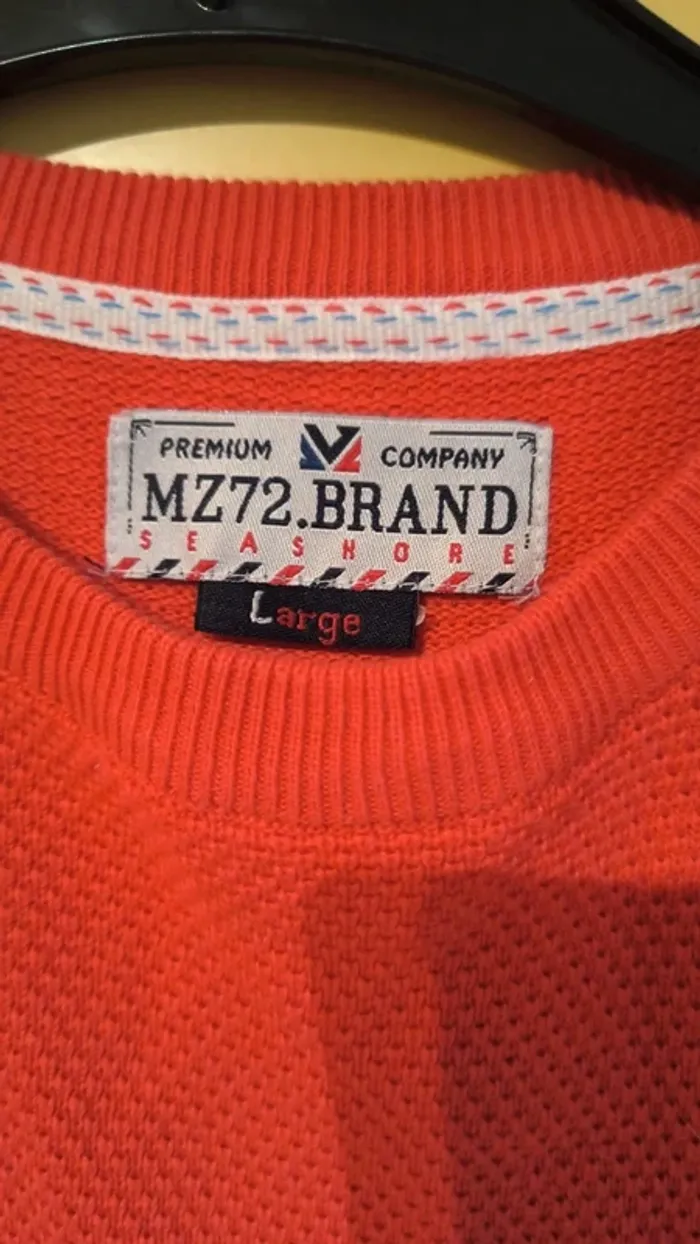 PREMIUM COMPANY
MZ72.BRAND
SEASHORE
Large